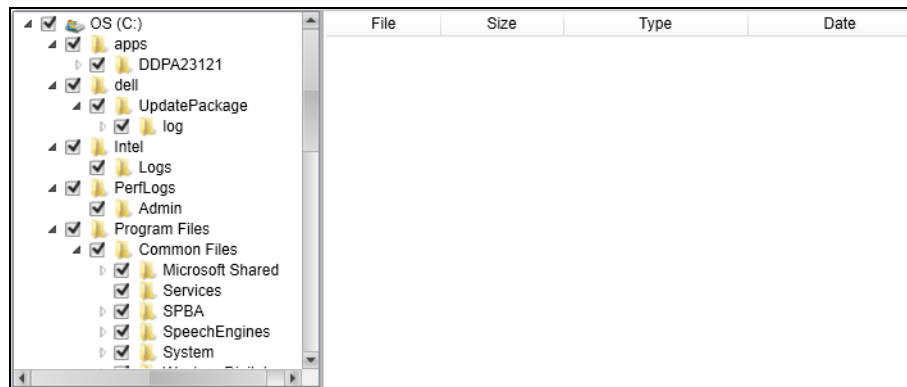 OS (C:)
apps
DDPA23121
dell
UpdatePackage
log
Intel
Logs
PerfLogs
Admin
Program Files
Common Files
Microsoft Shared
Services
SPBA
SpeechEngines
System
File Size Type Date